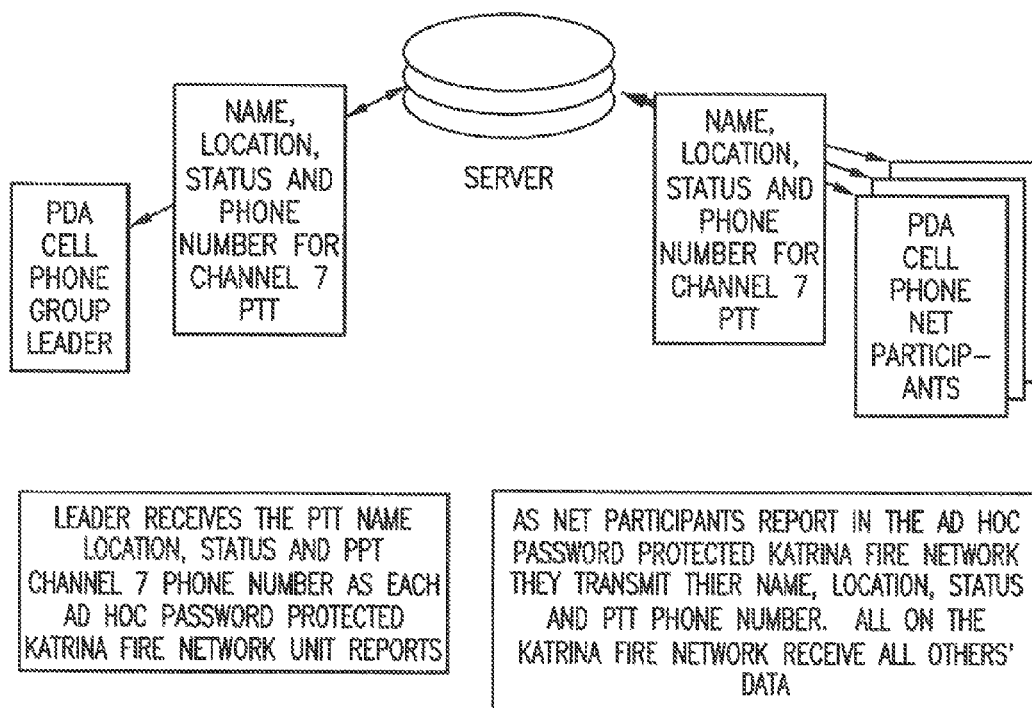 PDA
CELL
PHONE
GROUP
LEADER
NAME,
LOCATION,
STATUS AND
PHONE
NUMBER FOR
CHANNEL 7
PTT
SERVER
NAME,
LOCATION,
STATUS AND
PHONE
NUMBER FOR
CHANNEL 7
PTT
PDA
CELL
PHONE
NET
PARTICIP-
ANTS
LEADER RECEIVES THE PTT NAME
LOCATION, STATUS AND PPT
CHANNEL 7 PHONE NUMBER AS EACH
AD HOC PASSWORD PROTECTED
KATRINA FIRE NETWORK UNIT REPORTS
AS NET PARTICIPANTS REPORT IN THE AD HOC
PASSWORD PROTECTED KATRINA FIRE NETWORK
THEY TRANSMIT THIER NAME, LOCATION, STATUS
AND PTT PHONE NUMBER. ALL ON THE
KATRINA FIRE NETWORK RECEIVE ALL OTHERS'
DATA